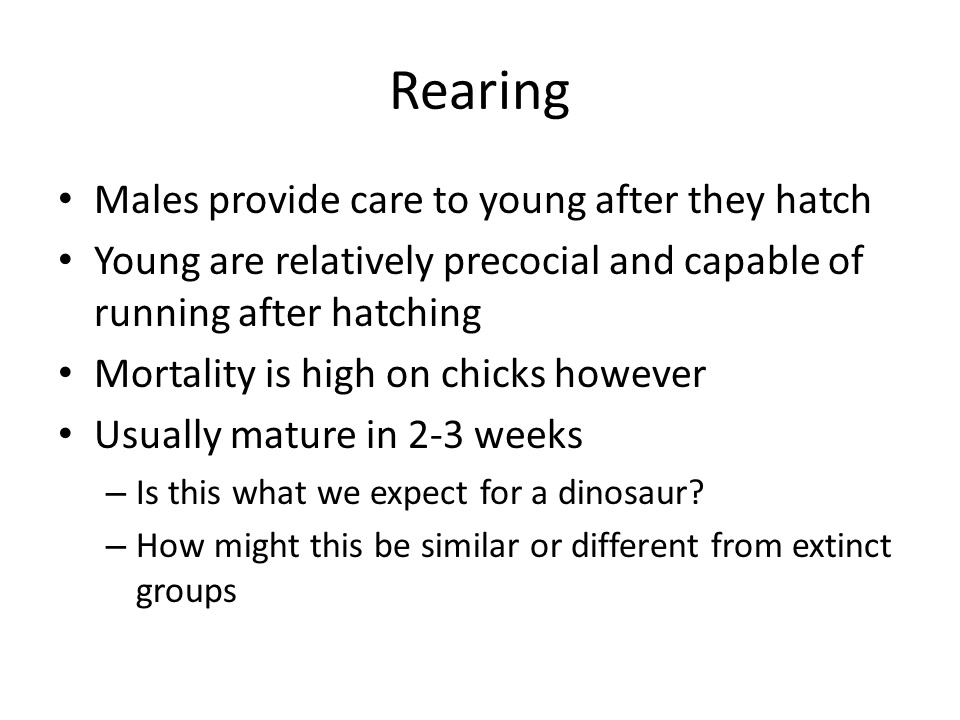 Rearing
• Males provide care to young after they hatch
• Young are relatively precocial and capable of
running after hatching
• Mortality is high on chicks however
• Usually mature in 2-3 weeks
– Is this what we expect for a dinosaur?
– How might this be similar or different from extinct
groups